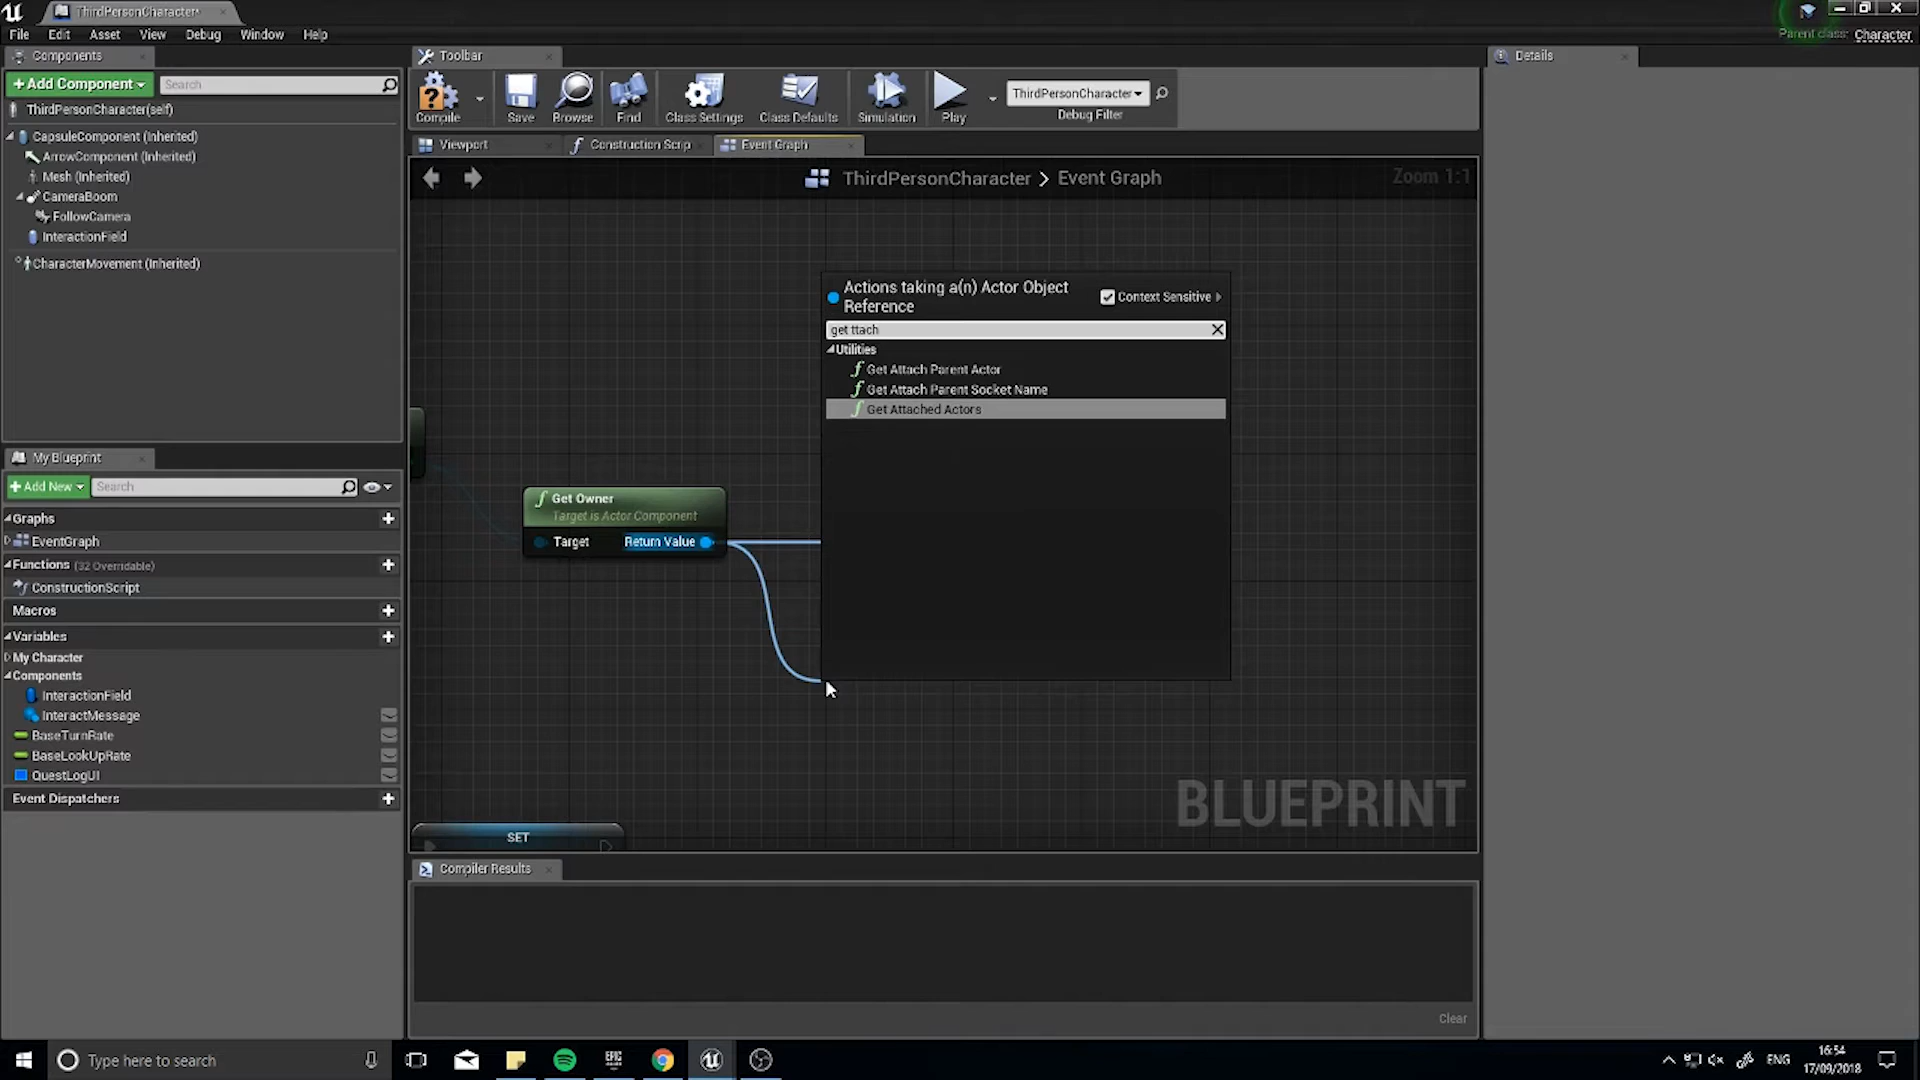 ThirdPersonCharacter*
File Edit Asset View Debug Window Help
Parent class: Character
Components
+Add Component
Search
ThirdPersonCharacter(self)
CapsuleComponent (Inherited)
ArrowComponent (Inherited)
Mesh (Inherited)
CameraBoom
FollowCamera
InteractionField
CharacterMovement (Inherited)
My Blueprint
+Add New
Search
Graphs
EventGraph
Functions (32 Overridable)
ConstructionScript
Macros
Variables
My Character
Components
InteractionField
InteractMessage
BaseTurnRate
BaseLookUpRate
QuestLogUI
Event Dispatchers
Toolbar
Compile
Save
Browse
Find
Class Settings
Class Defaults
Simulation
Play
ThirdPersonCharacter
Debug Filter
Viewport
Construction Scrip
Event Graph
ThirdPersonCharacter > Event Graph
Zoom 1:1
Actions taking a(n) Actor Object
Reference
Context Sensitive
get ttach
Utilities
Get Attach Parent Actor
Get Attach Parent Socket Name
Get Attached Actors
Get Owner
Target is Actor Component
Target Return Value
SET
BLUEPRINT
Compiler Results
Clear
Details
Type here to search
EPIC
ENG
16:54
17/09/2018